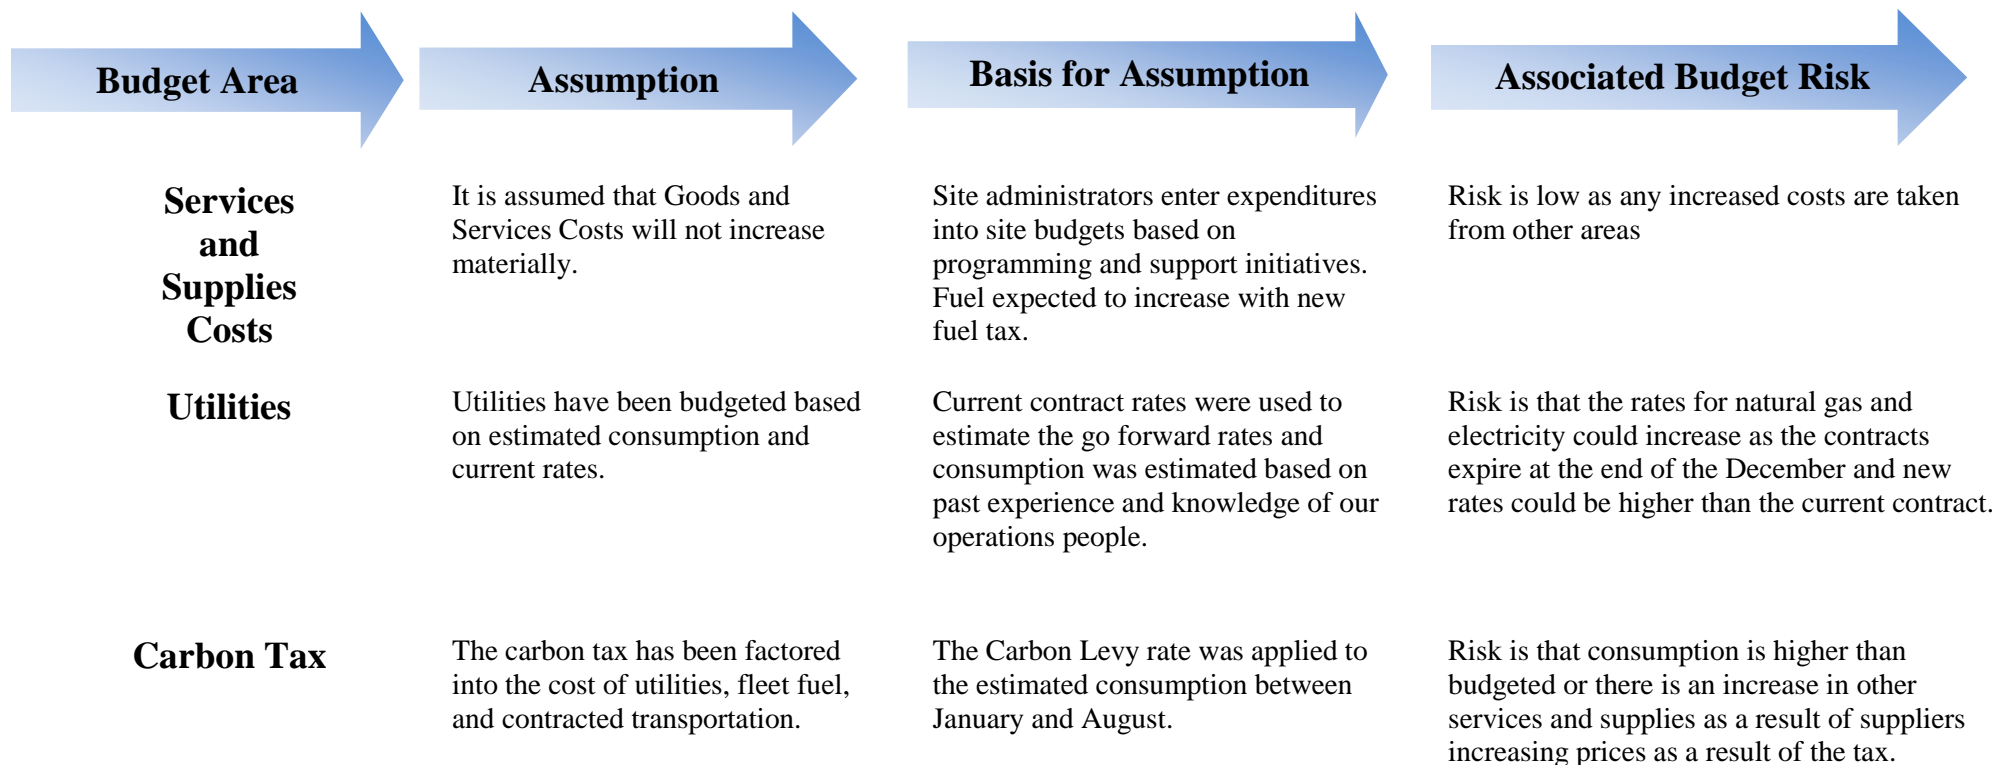 Budget Area
Assumption
Basis for Assumption
Associated Budget Risk
Services
and
Supplies
Costs
It is assumed that Goods and
Services Costs will not increase
materially.
Site administrators enter expenditures
into site budgets based on
programming and support initiatives.
Fuel expected to increase with new
fuel tax.
Risk is low as any increased costs are taken
from other areas
Utilities
Utilities have been budgeted based
on estimated consumption and
current rates.
Current contract rates were used to
estimate the go forward rates and
consumption was estimated based on
past experience and knowledge of our
operations people.
Risk is that the rates for natural gas and
electricity could increase as the contracts
expire at the end of the December and new
rates could be higher than the current contract.
Carbon Tax
The carbon tax has been factored
into the cost of utilities, fleet fuel,
and contracted transportation.
The Carbon Levy rate was applied to
the estimated consumption between
January and August.
Risk is that consumption is higher than
budgeted or there is an increase in other
services and supplies as a result of suppliers
increasing prices as a result of the tax.